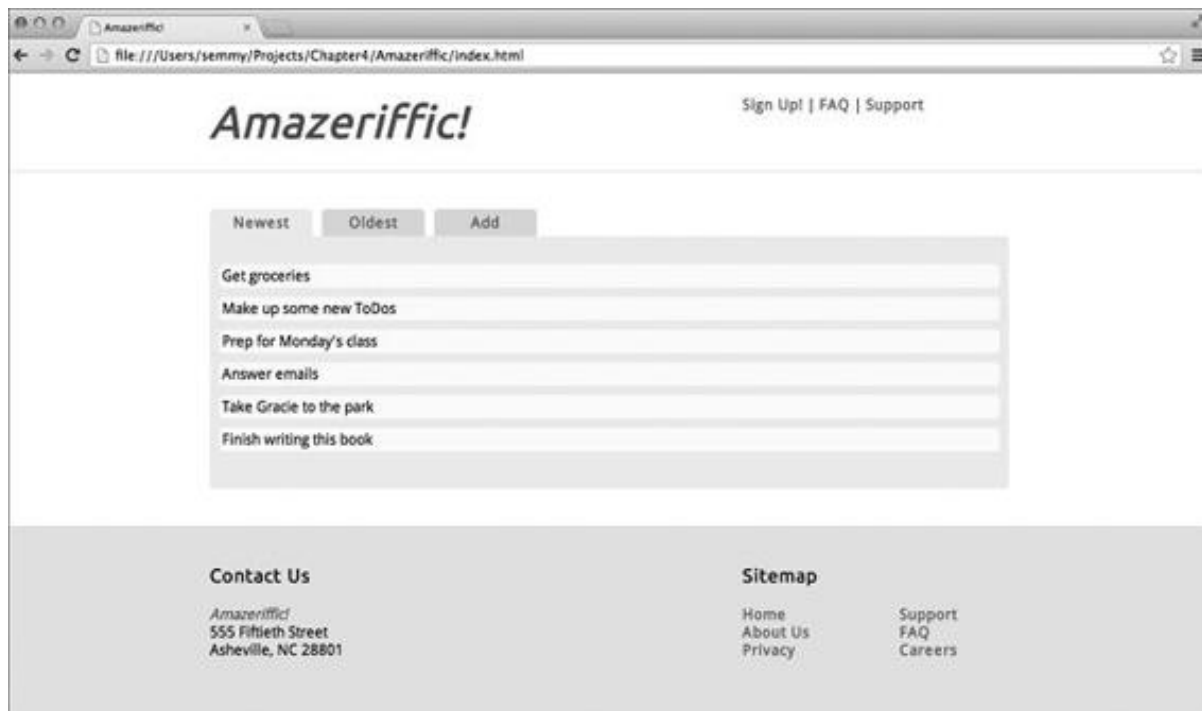 Amazeriffic!
file:///Users/semmy/Projects/Chapter4/Amazeriffic/index.html
Amazeriffic!
Sign Up! | FAQ | Support
Newest Oldest Add
Get groceries
Make up some new ToDos
Prep for Monday's class
Answer emails
Take Gracie to the park
Finish writing this book
Contact Us
Amazeriffic!
555 Fiftieth Street
Asheville, NC 28801
Sitemap
Home Support
About Us FAQ
Privacy Careers